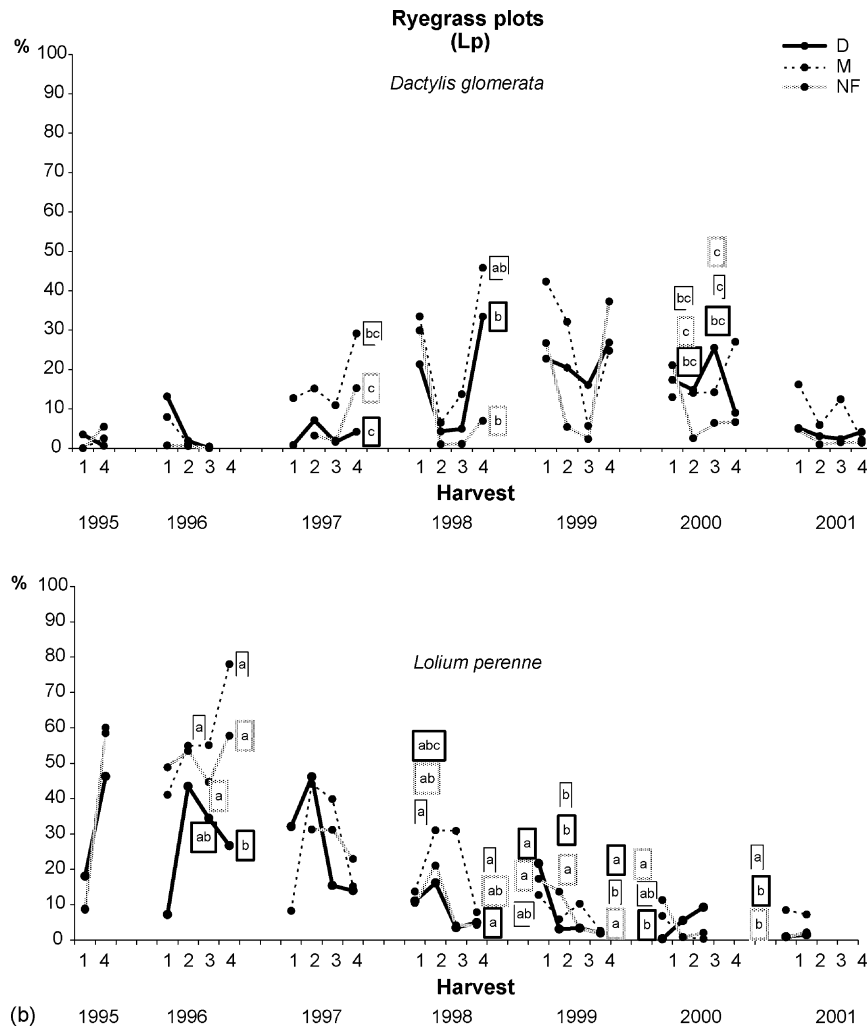 Ryegrass plots
(Lp)
%
100
90
80
70
60
50
40
30
20
10
0
Dactylis glomerata
D
M
NF
bc
c
c
ab
b
b
bc
c
bc
c
c
bc
1 4 1 2 3 4 1 2 3 4 1 2 3 4 1 2 3 4 1 2 3 4 1 2 3 4
Harvest Harvest Harvest
1995 1996 1997 1998 1999 2000 2001
%
100
90
80
70
60
50
40
30
20
10
0
Lolium perenne
a
a
a
a
ab
b
abc
ab
a
a
ab
a
a
a
ab
b
b
a
a
b
a
a
ab
b
a
b
b
1 4 1 2 3 4 1 2 3 4 1 2 3 4 1 2 3 4 1 2 3 4 1 2 3 4
Harvest Harvest Harvest
(b) 1995 1996 1997 1998 1999 2000 2001